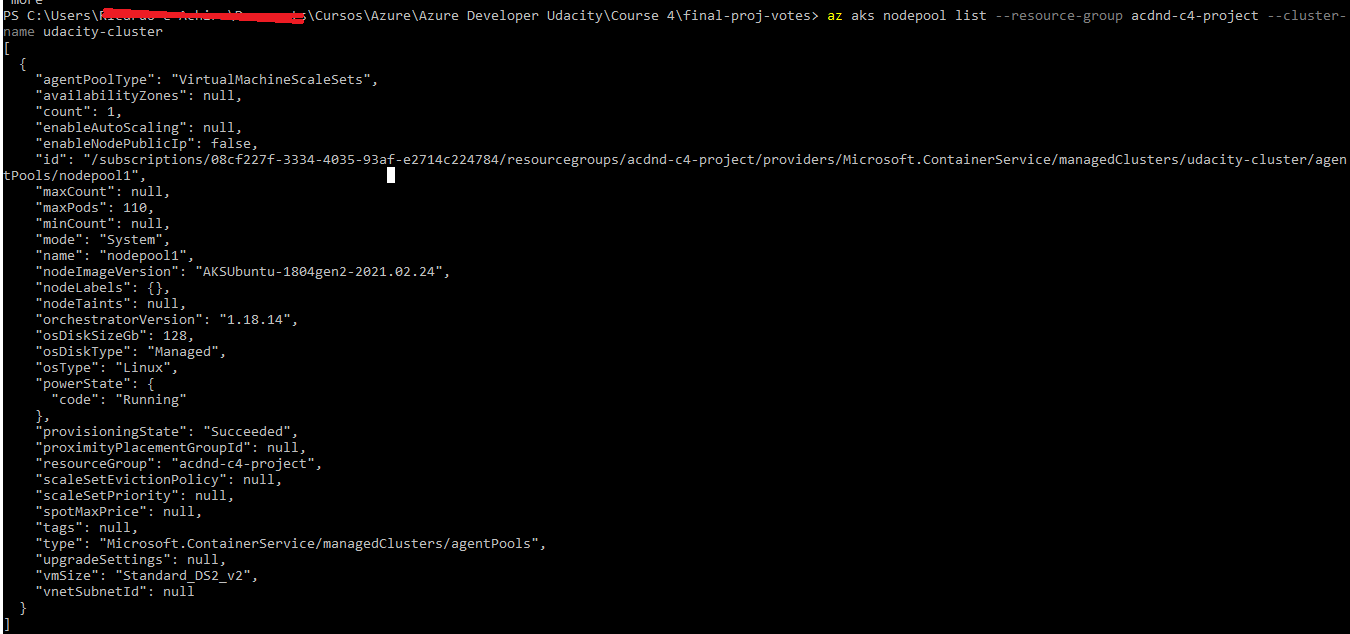 more
PS C:\Users\ \Cursos\Azure\Azure Developer Udacity\Course 4\final-proj-votes> az aks nodepool list --resource-group acdnd-c4-project --cluster-
name udacity-cluster
[
  {
    "agentPoolType": "VirtualMachineScaleSets",
    "availabilityZones": null,
    "count": 1,
    "enableAutoScaling": null,
    "enableNodePublicIp": false,
    "id": "/subscriptions/08cf227f-3334-4035-93af-e2714c224784/resourcegroups/acdnd-c4-project/providers/Microsoft.ContainerService/managedClusters/udacity-cluster/agen
tPools/nodepool1",
    "maxCount": null,
    "maxPods": 110,
    "minCount": null,
    "mode": "System",
    "name": "nodepool1",
    "nodeImageVersion": "AKSUbuntu-1804gen2-2021.02.24",
    "nodeLabels": {},
    "nodeTaints": null,
    "orchestratorVersion": "1.18.14",
    "osDiskSizeGb": 128,
    "osDiskType": "Managed",
    "osType": "Linux",
    "powerState": {
      "code": "Running"
    },
    "provisioningState": "Succeeded",
    "proximityPlacementGroupId": null,
    "resourceGroup": "acdnd-c4-project",
    "scaleSetEvictionPolicy": null,
    "scaleSetPriority": null,
    "spotMaxPrice": null,
    "tags": null,
    "type": "Microsoft.ContainerService/managedClusters/agentPools",
    "upgradeSettings": null,
    "vmSize": "Standard_DS2_v2",
    "vnetSubnetId": null
  }
]